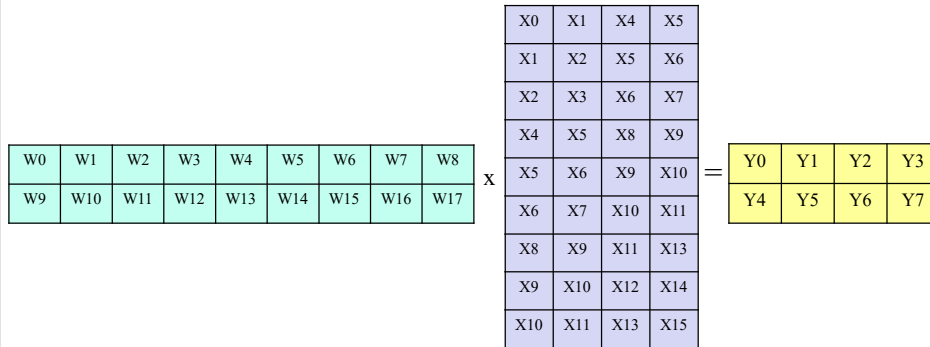 X0 X1 X4 X5
X1 X2 X5 X6
X2 X3 X6 X7
X4 X5 X8 X9
X5 X6 X9 X10
X6 X7 X10 X11
X8 X9 X11 X13
X9 X10 X12 X14
X10 X11 X13 X15
W0 W1 W2 W3 W4 W5 W6 W7 W8
W9 W10 W11 W12 W13 W14 W15 W16 W17
x
=
Y0 Y1 Y2 Y3
Y4 Y5 Y6 Y7